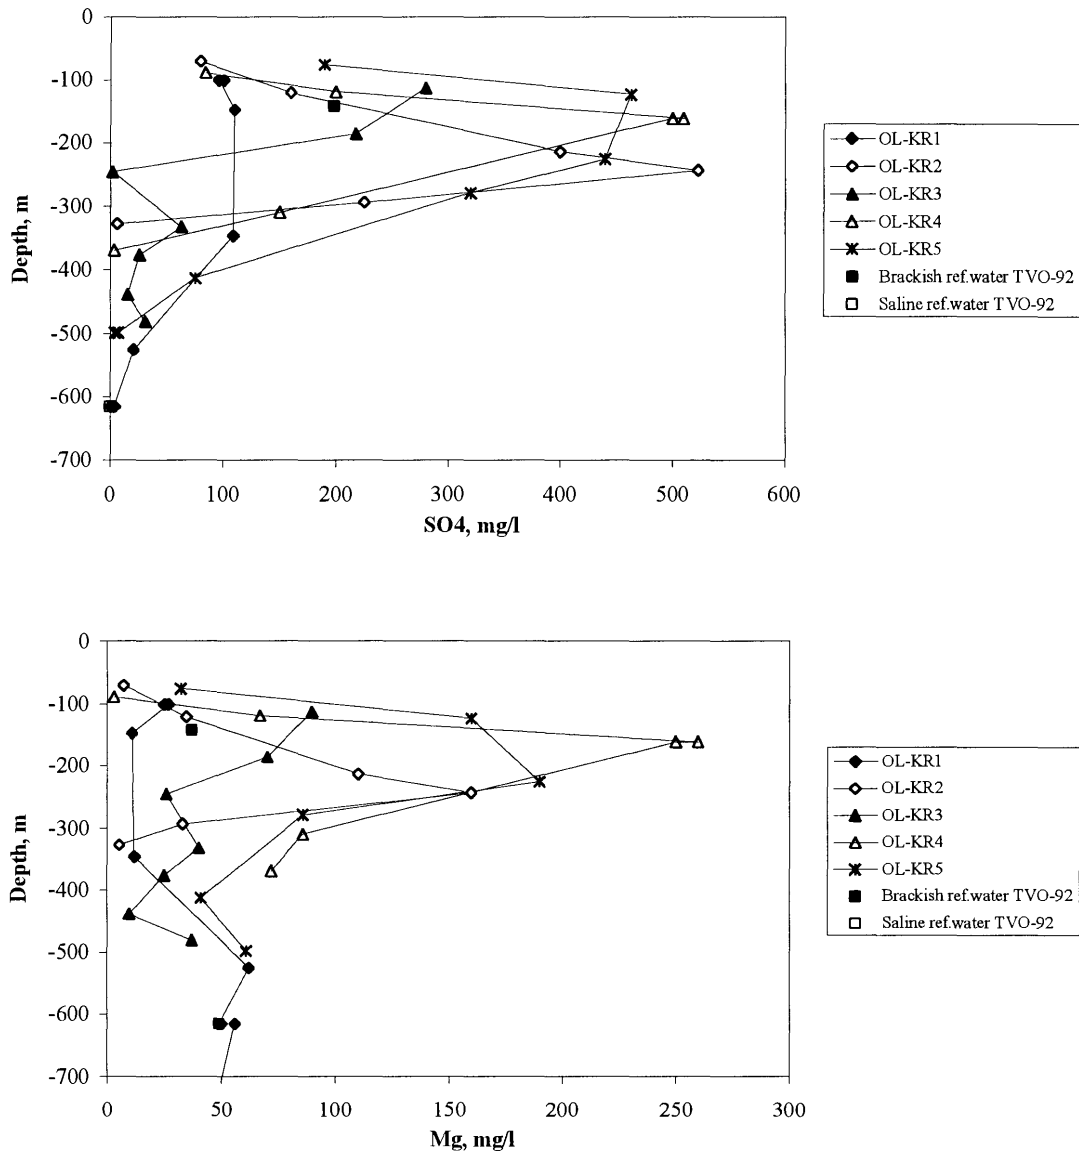 0
-100
-200
-300
-400
-500
-600
-700
Depth, m
0 100 200 300 400 500 600
SO4, mg/l
OL-KR1
OL-KR2
OL-KR3
OL-KR4
OL-KR5
Brackish ref.water TVO-92
Saline ref.water TVO-92
0
-100
-200
-300
-400
-500
-600
-700
Depth, m
0 50 100 150 200 250 300
Mg, mg/l
OL-KR1
OL-KR2
OL-KR3
OL-KR4
OL-KR5
Brackish ref.water TVO-92
Saline ref.water TVO-92